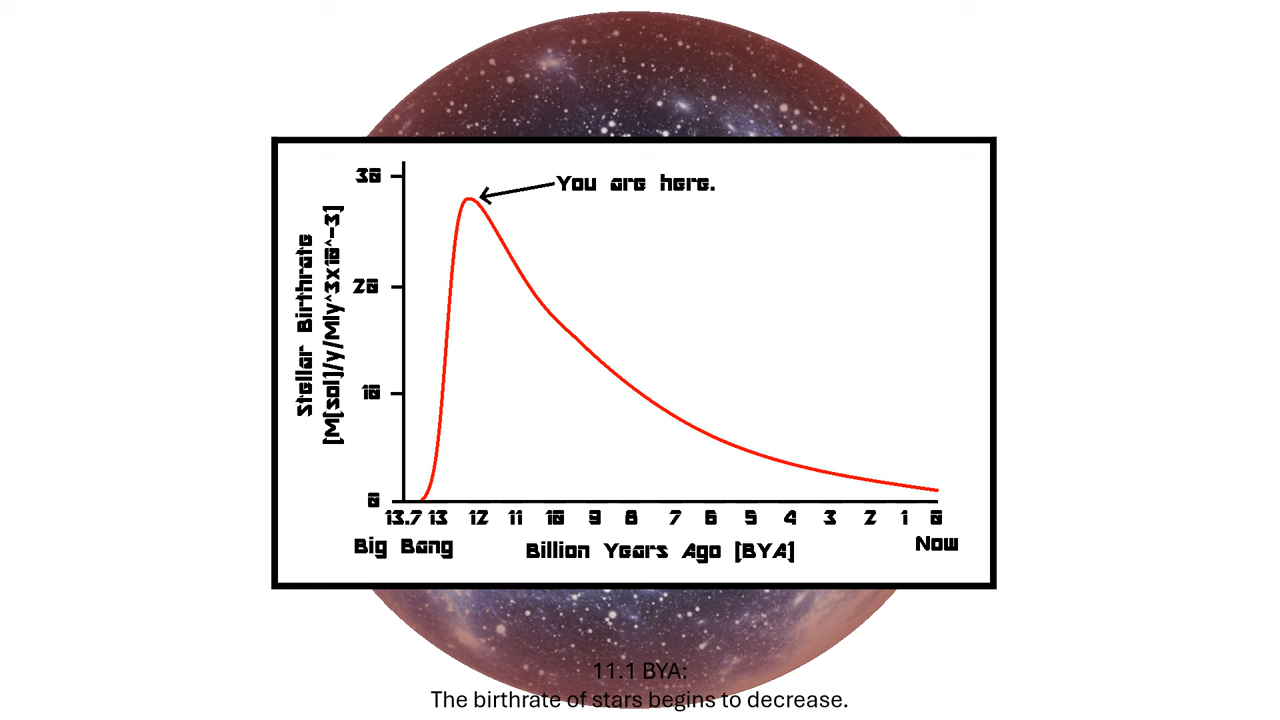 30
You are here.
20
10
0
Stellar Birthrate
[M[sol]/y/Mly^3x10^-3]
13.7 13 12 11 10 9 8 7 6 5 4 3 2 1 0
Big Bang
Billion Years Ago [BYA]
Now
11.1 BYA:
The birthrate of stars begins to decrease.